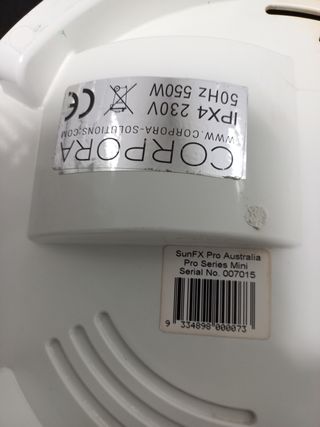 CORPORA
WWW.CORPORA-SOLUTIONS.COM
IPX4 230V
50Hz 550W
CE
SunFX Pro Australia
Pro Series Mini
Serial No. 007015
9 334898 000073